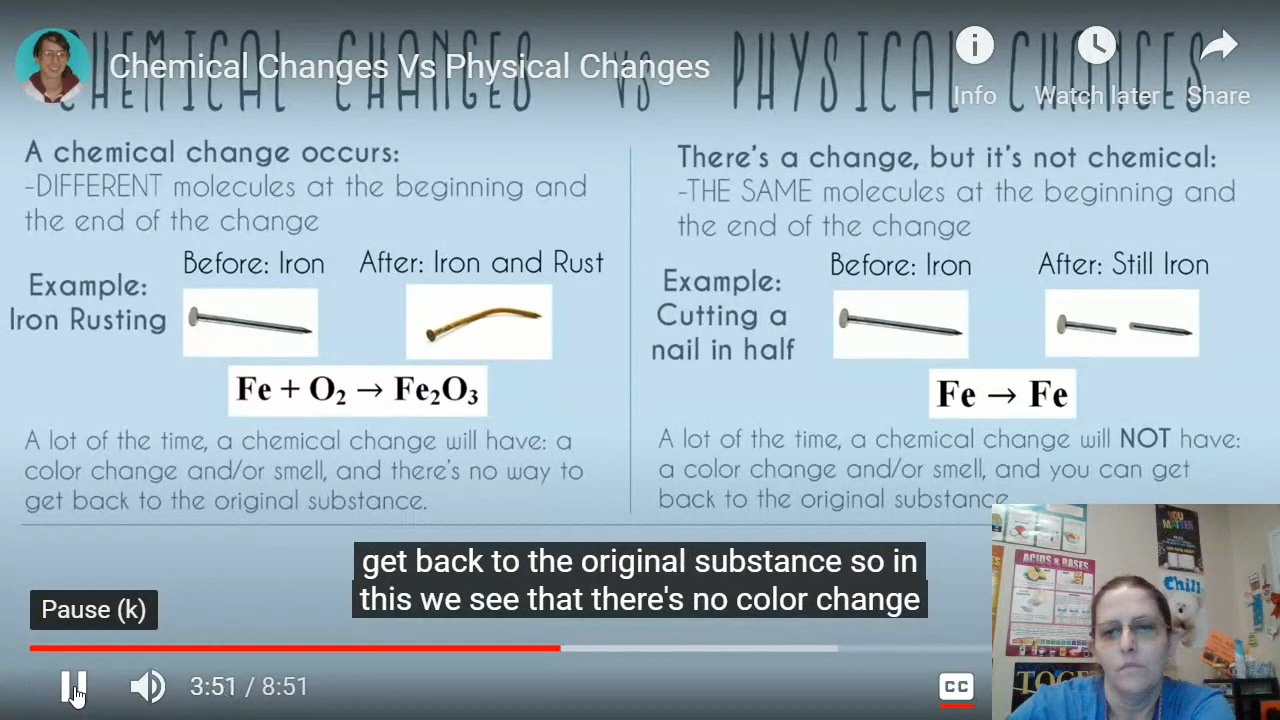 CHEMICAL CHANGES VS PHYSICAL CHANGES
Chemical Changes Vs Physical Changes
Info
Watch later
Share
A chemical change occurs:
-DIFFERENT molecules at the beginning and
the end of the change
Before: Iron
After: Iron and Rust
Example:
Iron Rusting
Fe + O₂ → Fe₂O₃
A lot of the time, a chemical change will have: a
color change and/or smell, and there's no way to
get back to the original substance.
There's a change, but it's not chemical:
-THE SAME molecules at the beginning and
the end of the change
Before: Iron
After: Still Iron
Example:
Cutting a
nail in half
Fe → Fe
A lot of the time, a chemical change will NOT have:
a color change and/or smell, and you can get
back to the original substance
get back to the original substance so in
this we see that there's no color change
Pause (k)
3:51 / 8:51
CC
YOU
MATTER
ACIDS & BASES
Chill